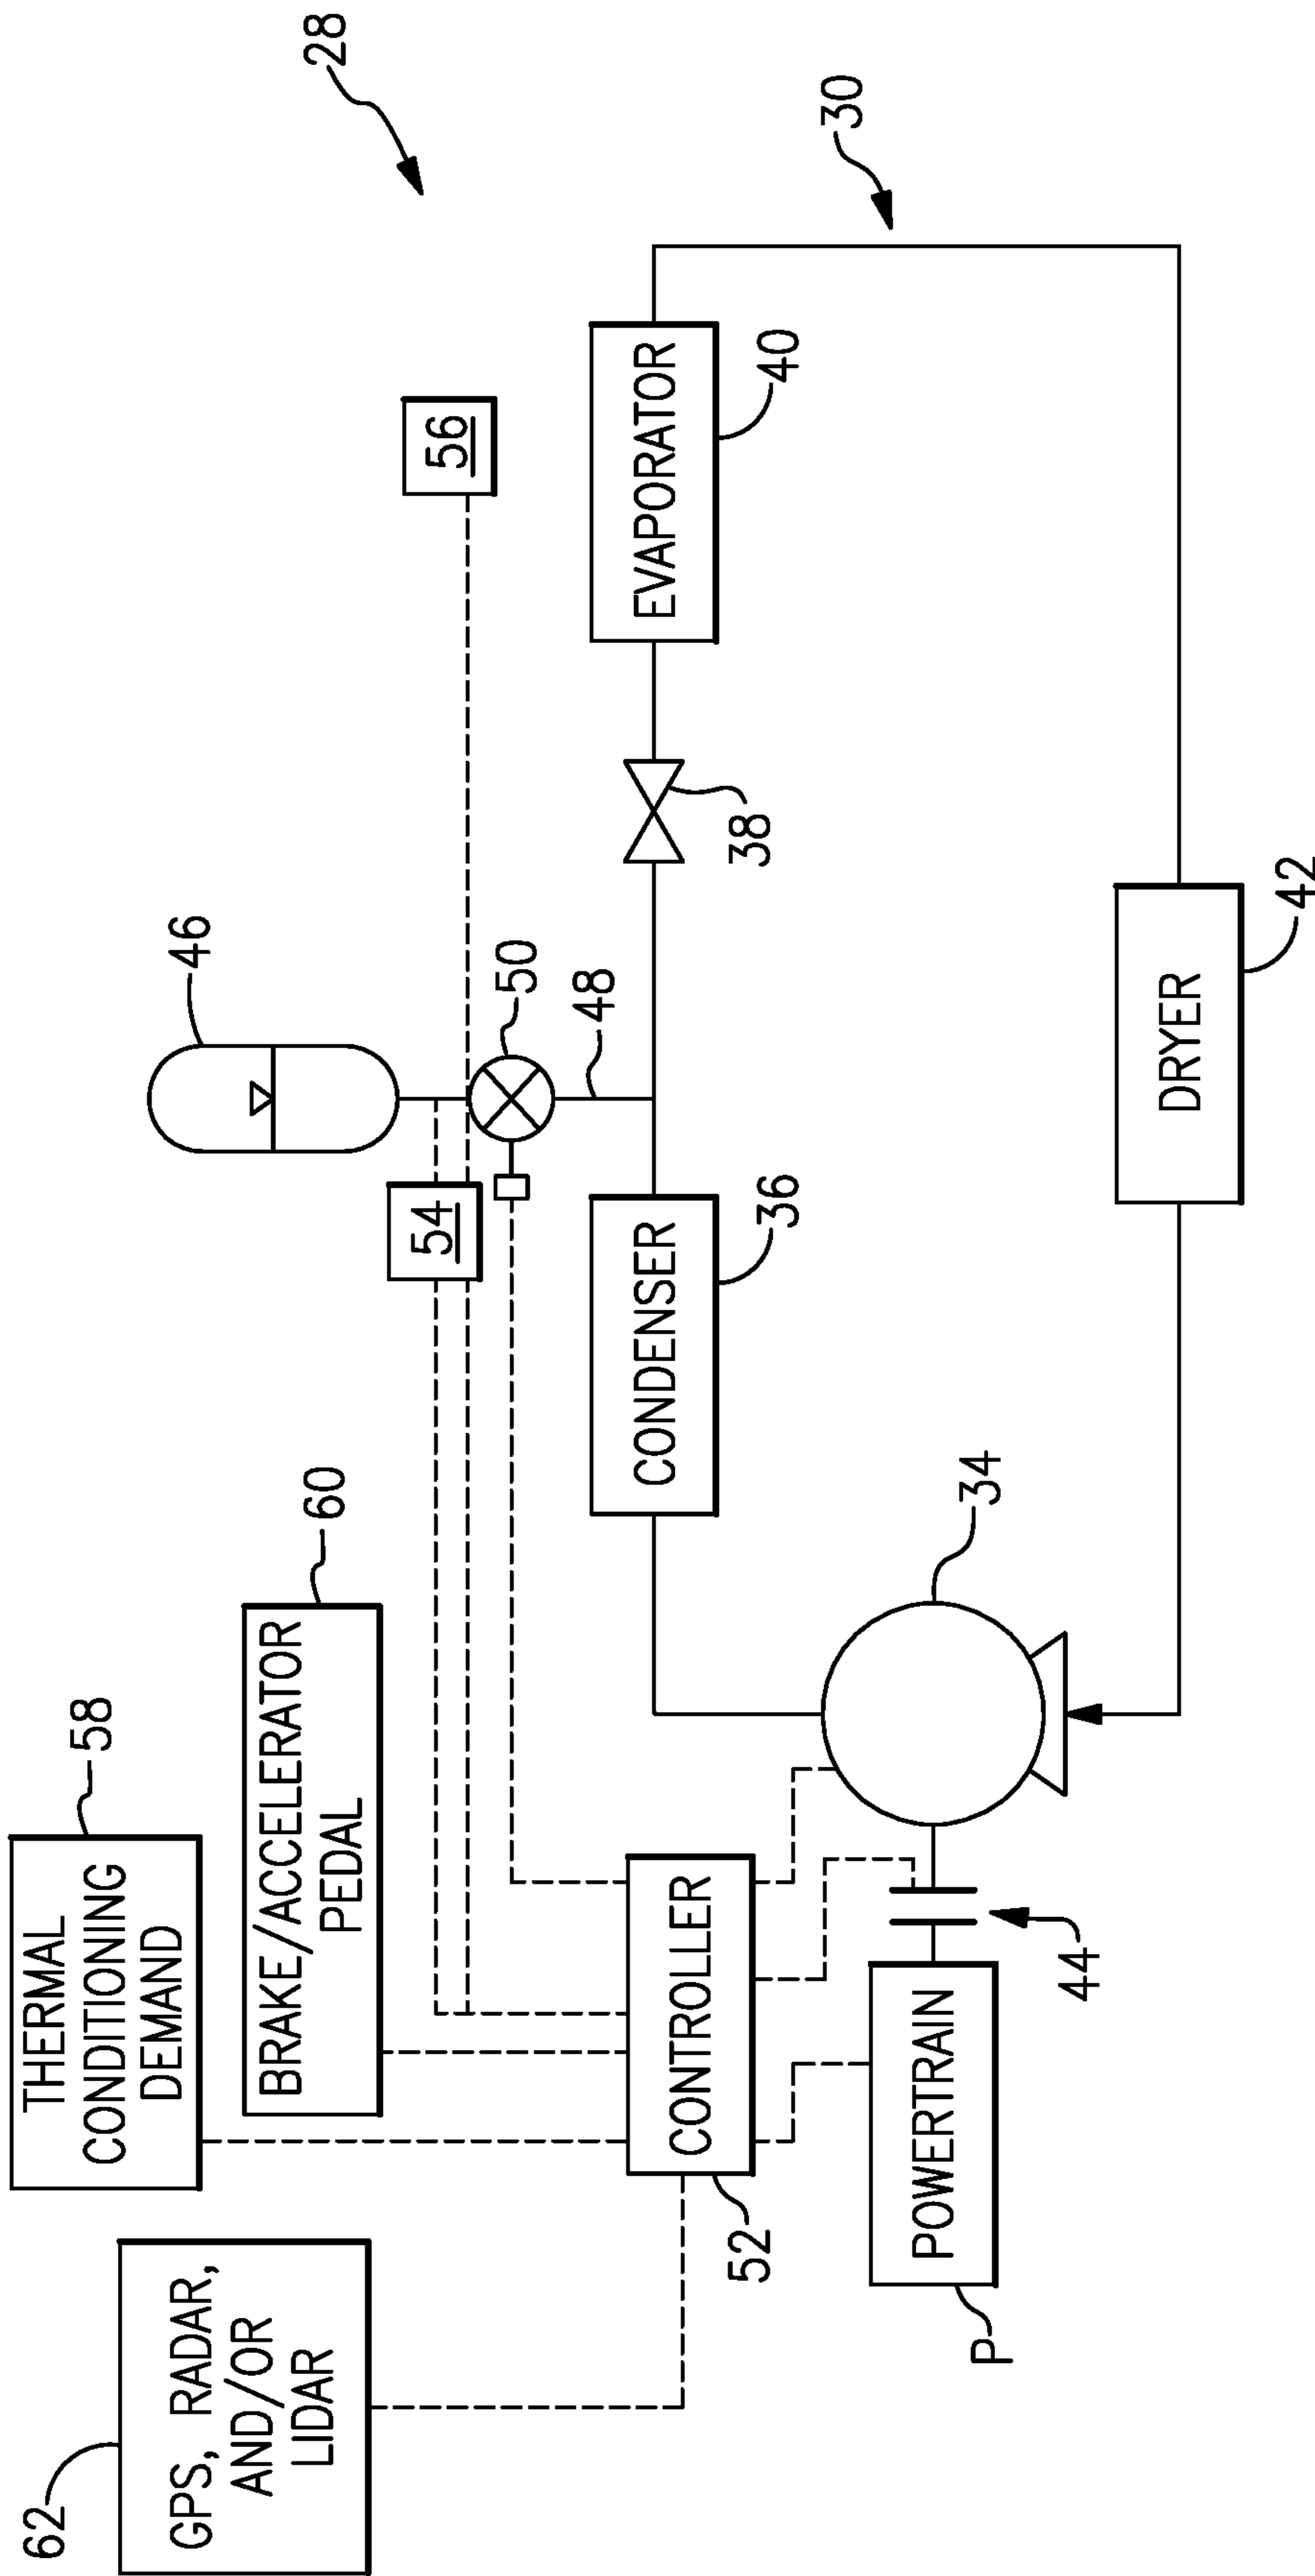 28
THERMAL
CONDITIONING
DEMAND
58
62
GPS, RADAR,
AND/OR
LIDAR
BRAKE/ACCELERATOR
PEDAL
60
46
54
56
50
48
30
CONTROLLER
52
CONDENSER
36
38
EVAPORATOR
40
POWERTRAIN
P
44
34
DRYER
42